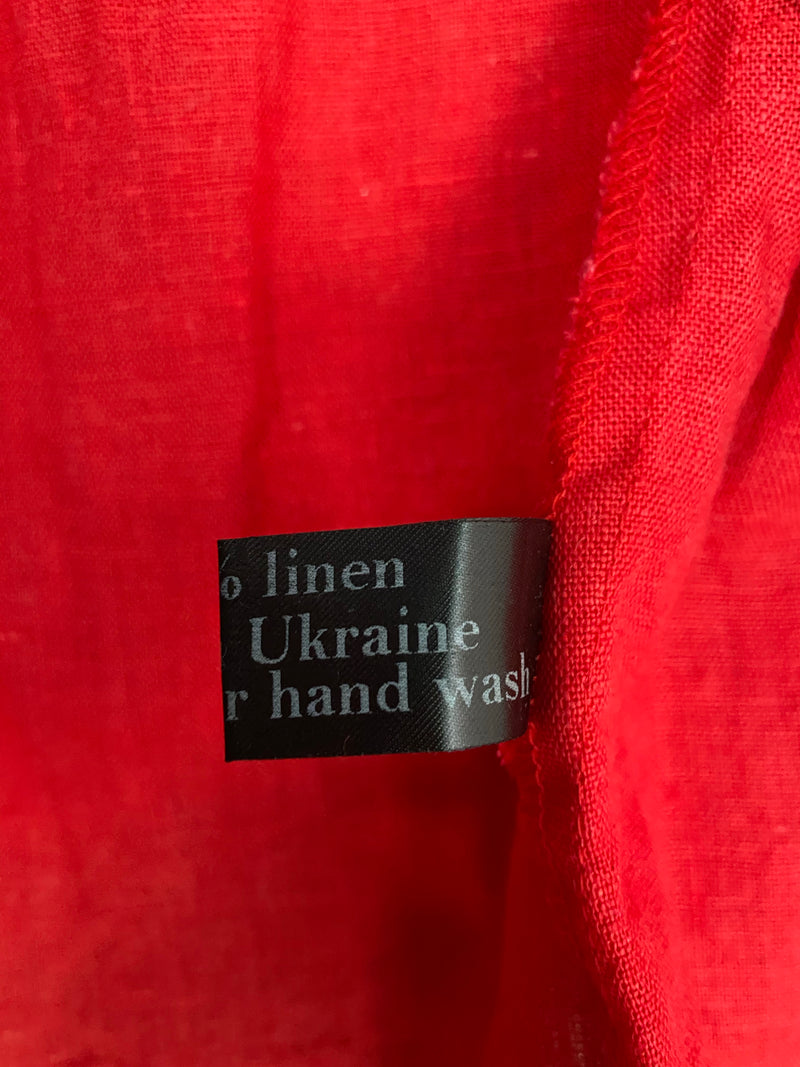 % linen
Ukraine
r hand wash